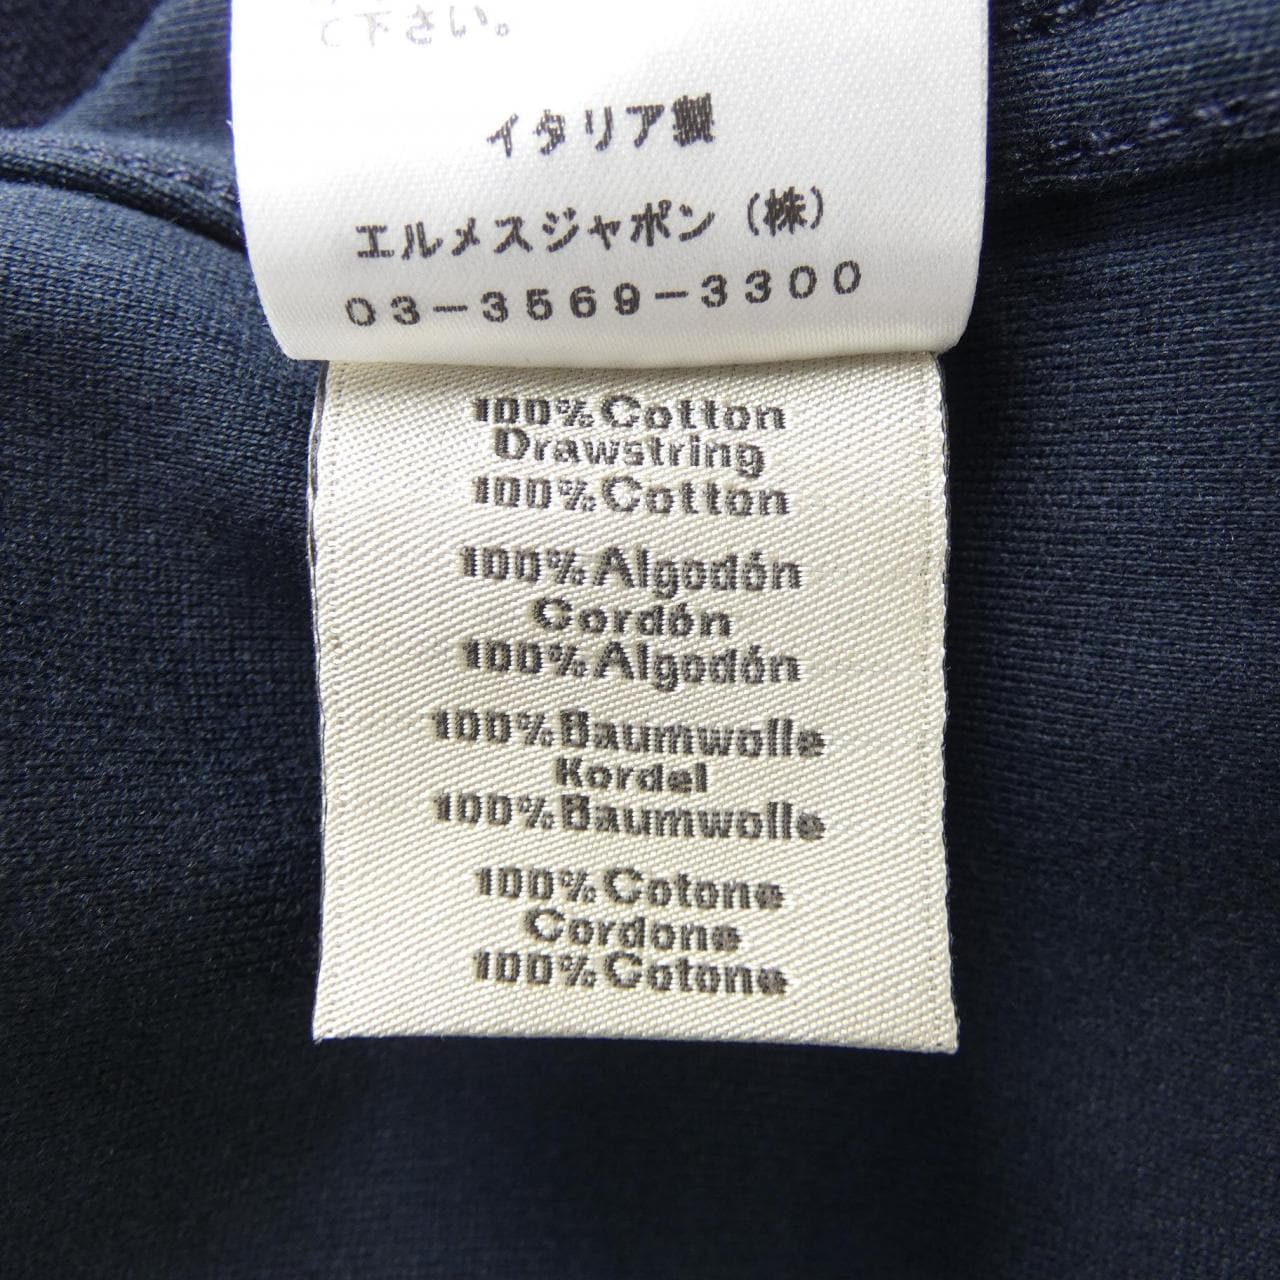 て下さい。
イタリア製
エルメスジャポン（株）
03-3569-3300
100%Cotton
Drawstring
100%Cotton
100%Algodón
Cordón
100%Algodón
100%Baumwolle
Kordel
100%Baumwolle
100%Cotone
Cordone
100%Cotone